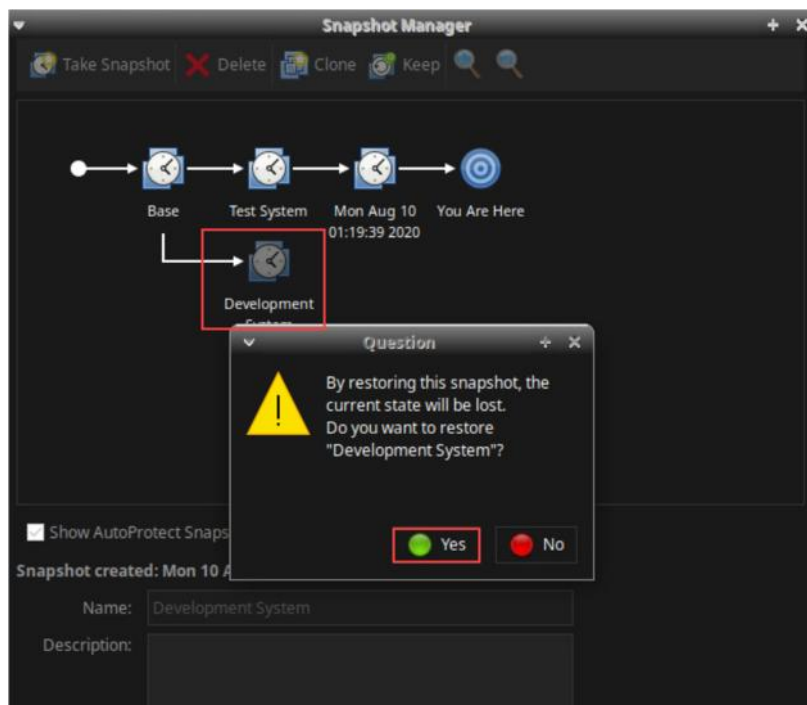 Snapshot Manager
Take Snapshot Delete Clone Keep
Base Test System Mon Aug 10 You Are Here
01:19:39 2020
Development
System
Question
By restoring this snapshot, the
current state will be lost.
Do you want to restore
"Development System"?
Yes No
Show AutoProtect Snaps
Snapshot created: Mon 10 A
Name: Development System
Description: